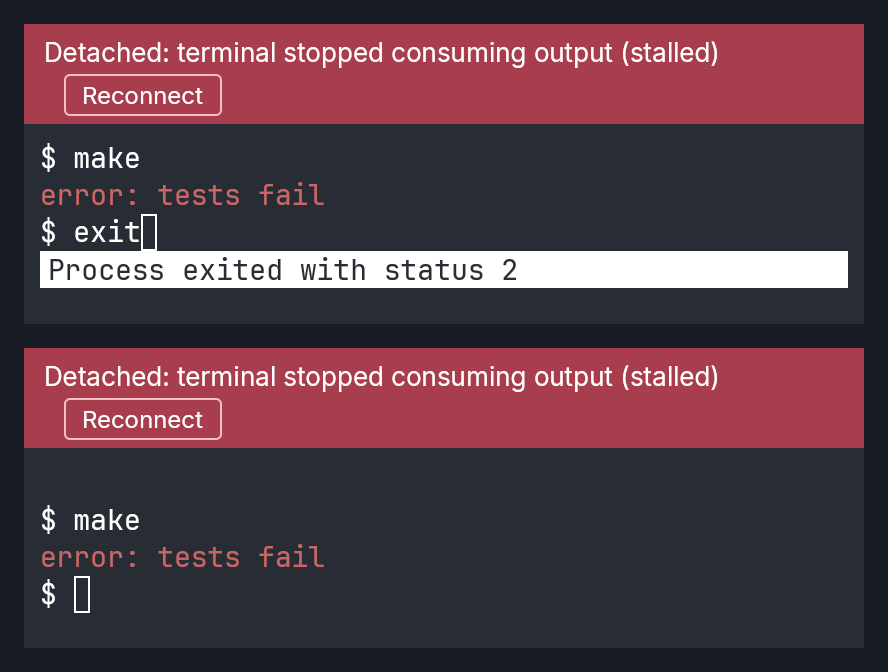 Detached: terminal stopped consuming output (stalled)
Reconnect
$ make
error: tests fail
$ exit
Process exited with status 2
Detached: terminal stopped consuming output (stalled)
Reconnect
$ make
error: tests fail
$